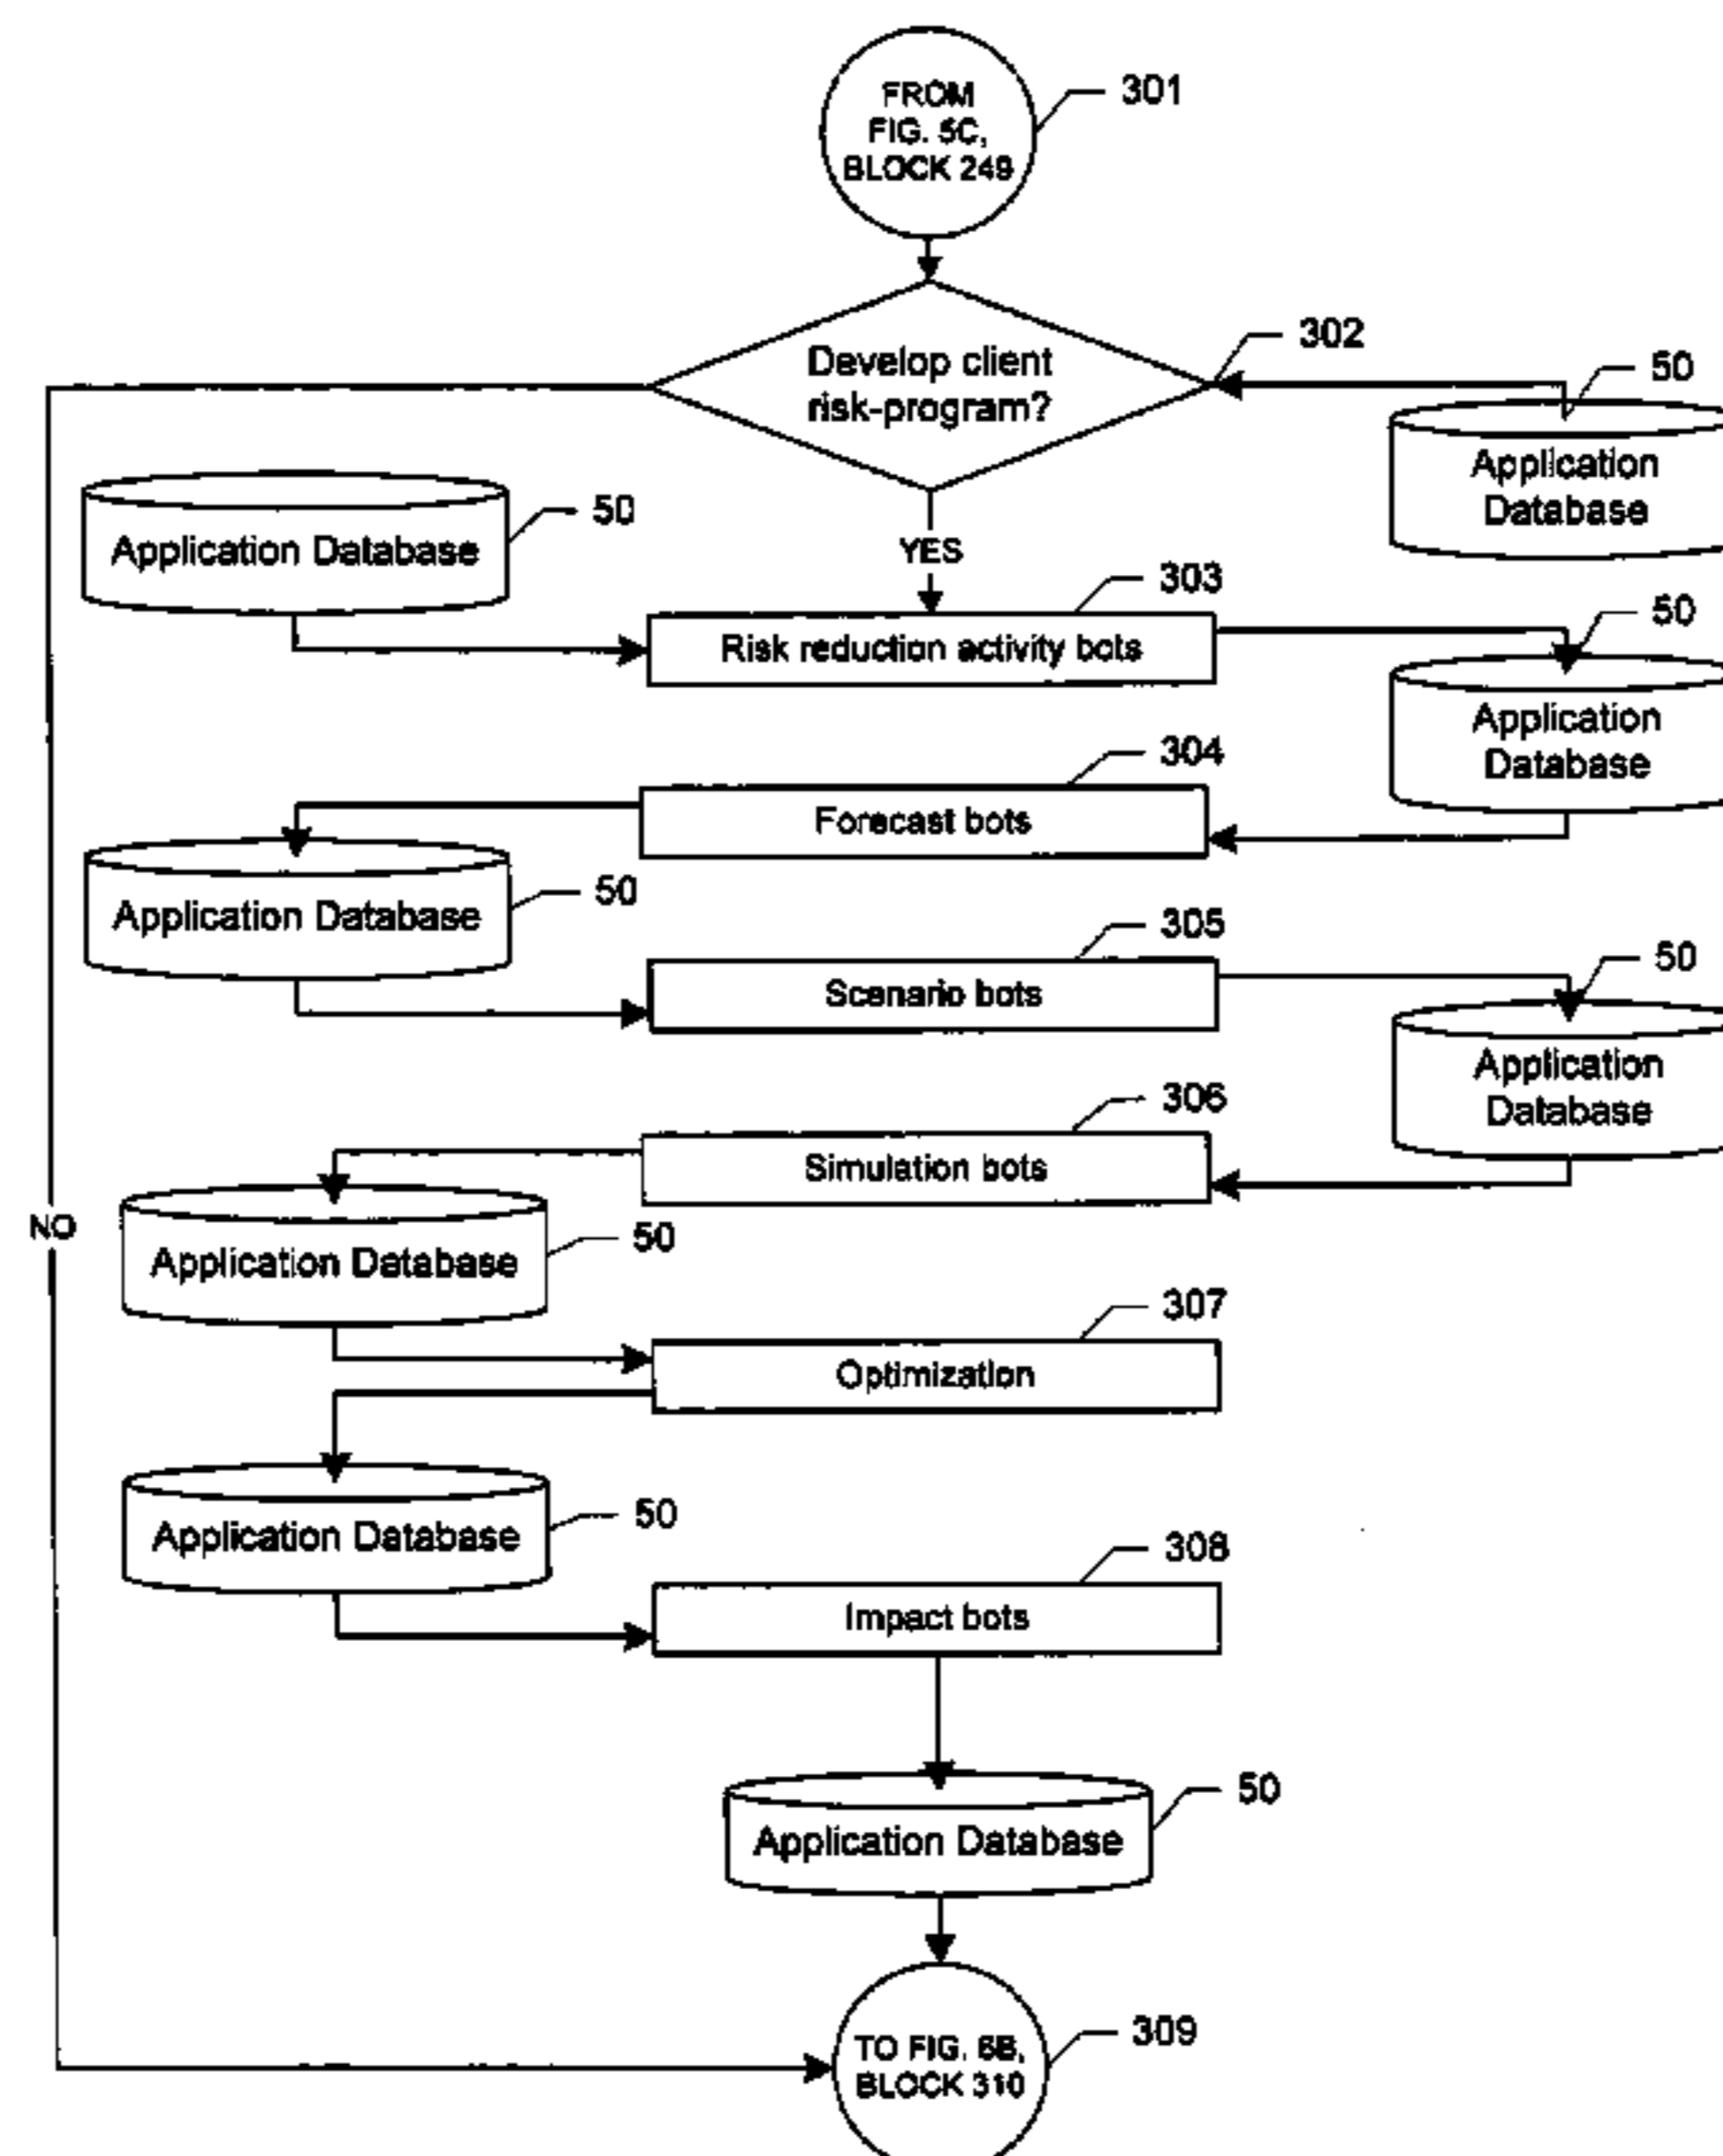 FROM
FIG. 5C,
BLOCK 249
301
Develop client
risk-program?
302
50
Application
Database
50
Application Database
YES
303
Risk reduction activity bots
50
Application
Database
304
Forecast bots
50
Application Database
305
Scenario bots
50
Application
Database
306
Simulation bots
NO
50
Application Database
307
Optimization
50
Application Database
308
Impact bots
50
Application Database
TO FIG. 6B,
BLOCK 310
309